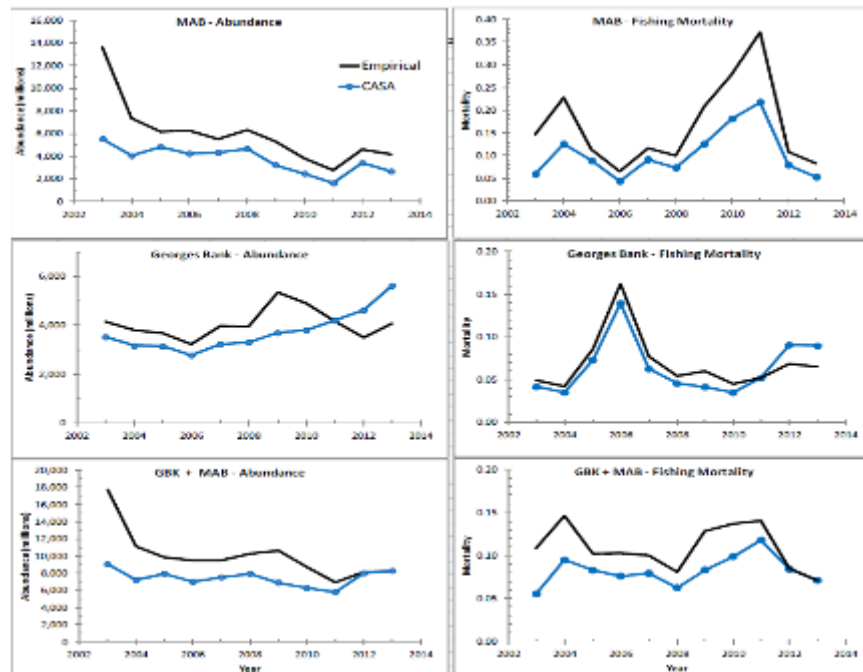 MAB - Abundance
16,000
14,000
12,000
10,000
8,000
6,000
4,000
2,000
0
2002 2004 2006 2008 2010 2012 2014
Abundance (millions)
Empirical
CASA
MAB - Fishing Mortality
0.40
0.35
0.30
0.25
0.20
0.15
0.10
0.05
0.00
2002 2004 2006 2008 2010 2012 2014
Mortality
Georges Bank - Abundance
6,000
4,000
2,000
0
2002 2004 2006 2008 2010 2012 2014
Abundance (millions)
Georges Bank - Fishing Mortality
0.20
0.15
0.10
0.05
0.00
2002 2004 2006 2008 2010 2012 2014
Mortality
GBK + MAB - Abundance
20,000
18,000
16,000
14,000
12,000
10,000
8,000
6,000
4,000
2,000
0
2002 2004 2006 2008 2010 2012 2014
Abundance (millions)
Year
GBK + MAB - Fishing Mortality
0.20
0.15
0.10
0.05
0.00
2002 2004 2006 2008 2010 2012 2014
Mortality
Year